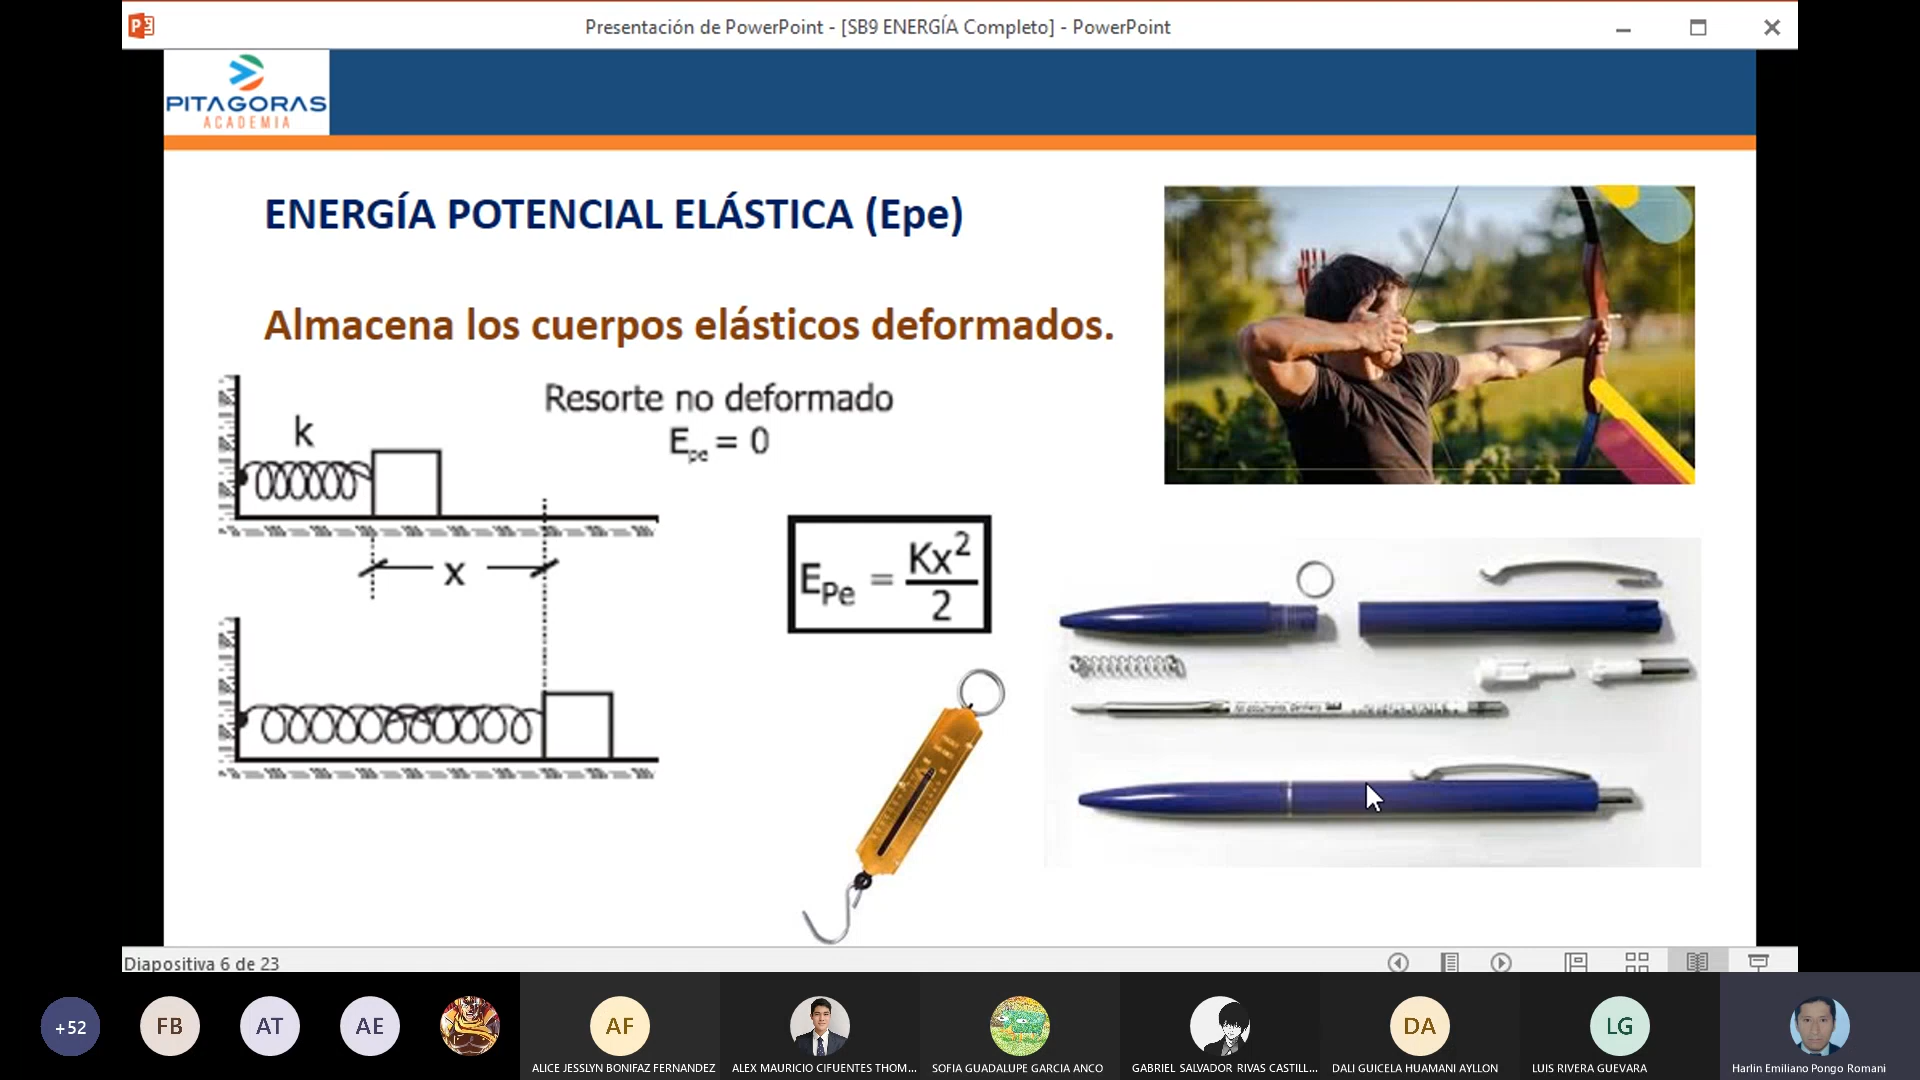 Presentación de PowerPoint - [SB9 ENERGÍA Completo] - PowerPoint
PITAGORAS
ACADEMIA
ENERGÍA POTENCIAL ELÁSTICA (Epe)
Almacena los cuerpos elásticos deformados.
Resorte no deformado
E_pe = 0
k
x
E_Pe = Kx²/2
Diapositiva 6 de 23
+52
FB
AT
AE
AF
DA
LG
ALICE JESSLYN BONIFAZ FERNANDEZ
ALEX MAURICIO CIFUENTES THOM...
SOFIA GUADALUPE GARCIA ANCO
GABRIEL SALVADOR RIVAS CASTILL...
DALI GUICELA HUAMANI AYLLON
LUIS RIVERA GUEVARA
Harlin Emiliano Pongo Romani